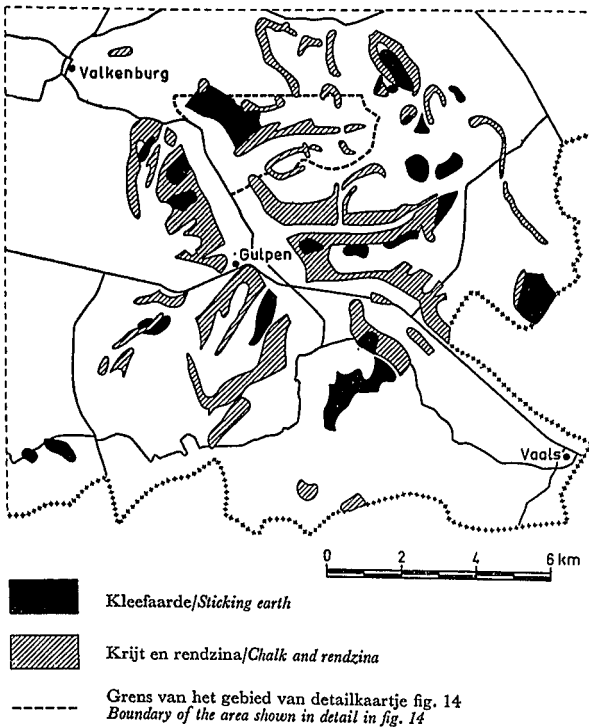 Valkenburg
Gulpen
Vaals
0 2 4 6 km
Kleefaarde/Sticking earth
Krijt en rendzina/Chalk and rendzina
Grens van het gebied van detailkaartje fig. 14
Boundary of the area shown in detail in fig. 14